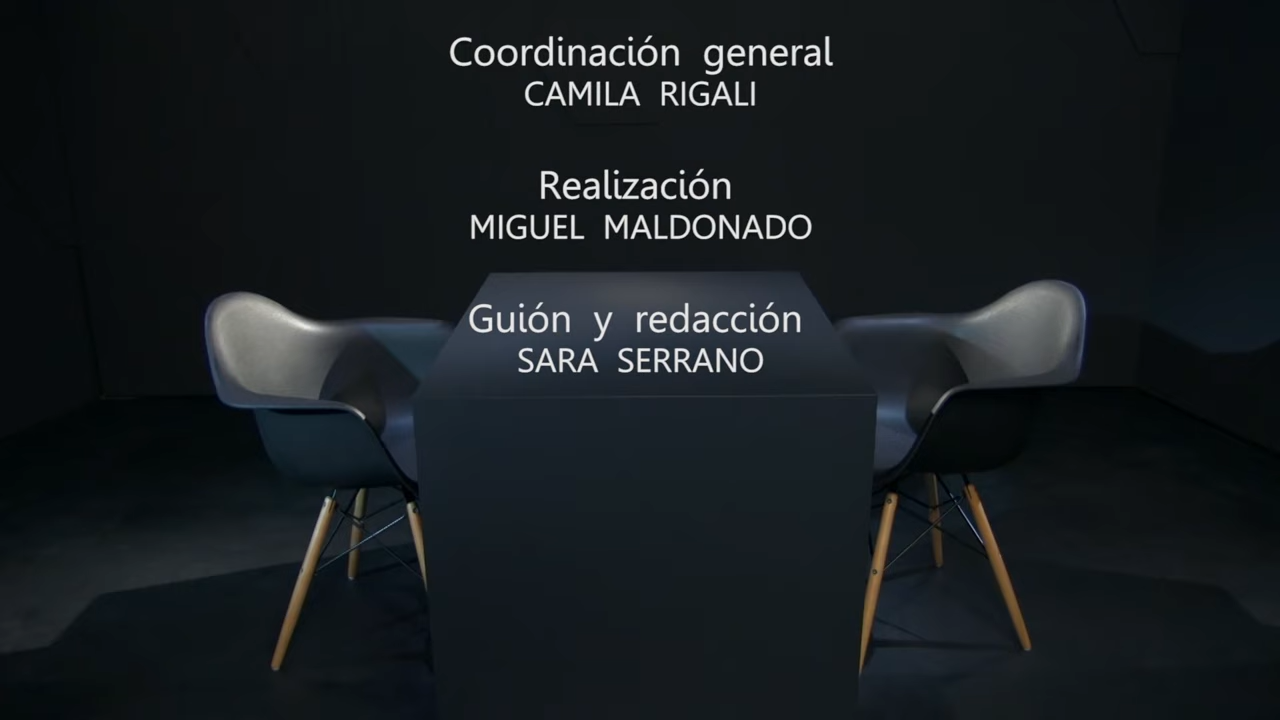 Coordinación general
CAMILA RIGALI
Realización
MIGUEL MALDONADO
Guión y redacción
SARA SERRANO